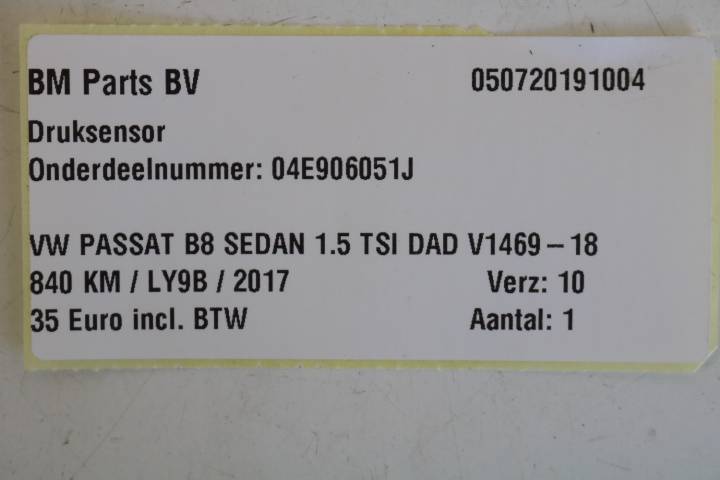 BM Parts BV 050720191004
Druksensor
Onderdeelnummer: 04E906051J
VW PASSAT B8 SEDAN 1.5 TSI DAD V1469 – 18
840 KM / LY9B / 2017 Verz: 10
35 Euro incl. BTW Aantal: 1